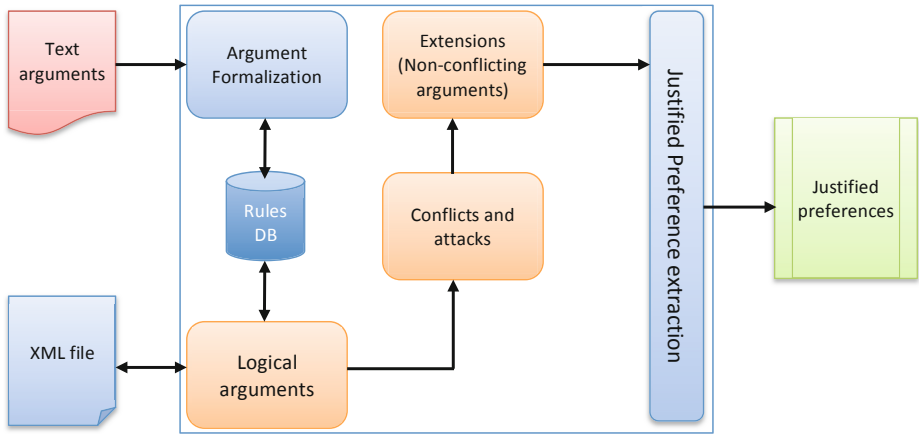 Text
arguments
Argument
Formalization
Extensions
(Non-conflicting
arguments)
Justified Preference extraction
Rules
DB
Conflicts and
attacks
Justified
preferences
XML file
Logical
arguments